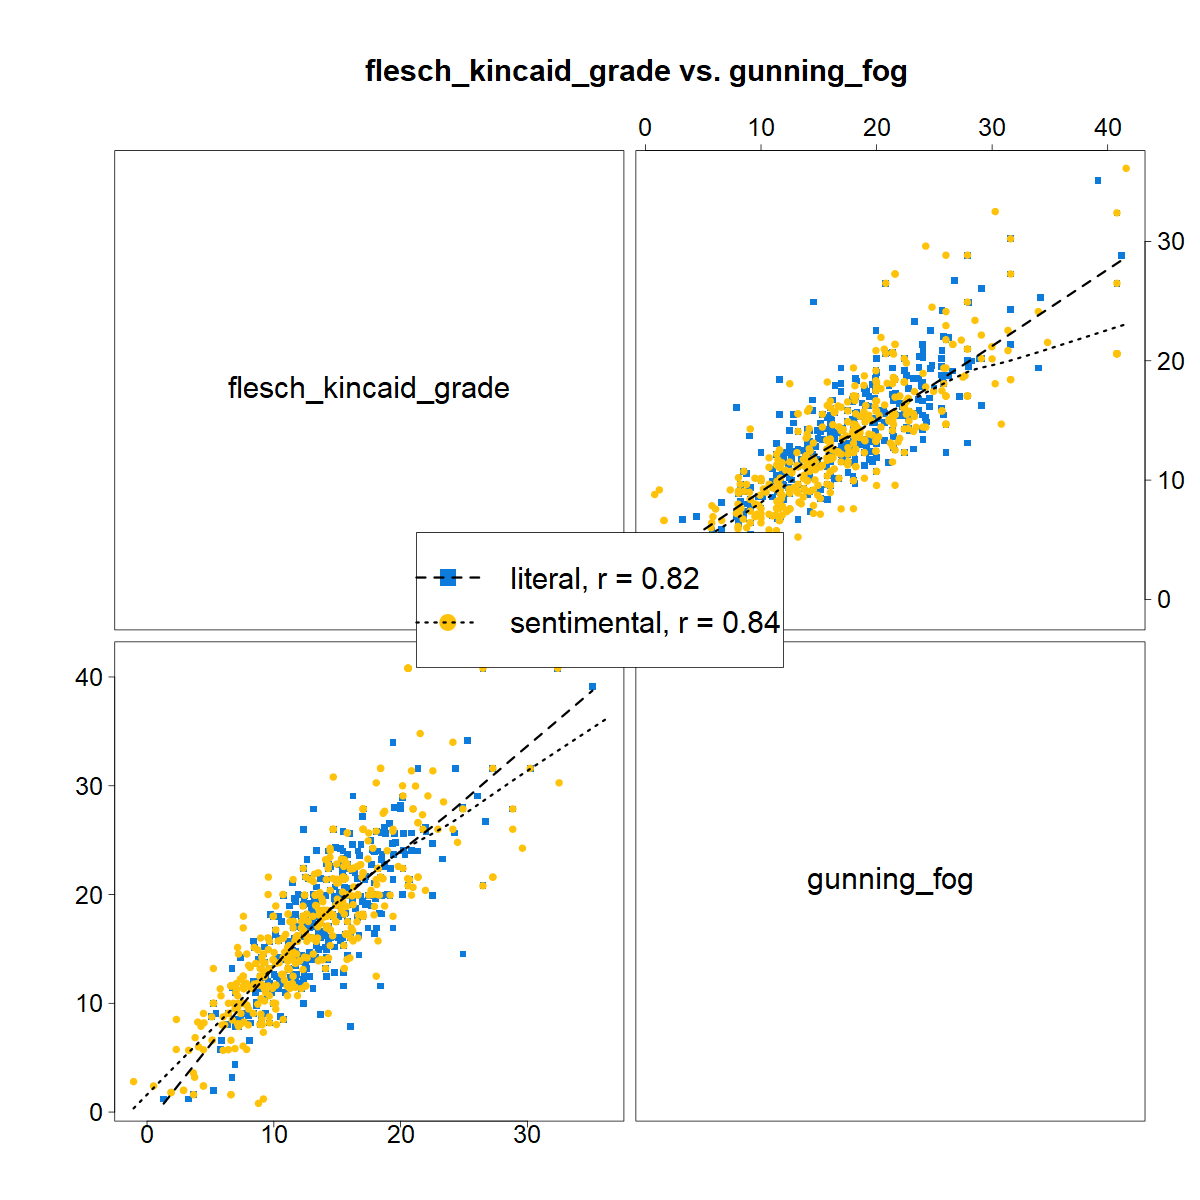 flesch_kincaid_grade vs. gunning_fog
0 10 20 30 40
30
20
10
0
flesch_kincaid_grade
literal, r = 0.82
sentimental, r = 0.84
40
30
20
10
0
gunning_fog
0 10 20 30